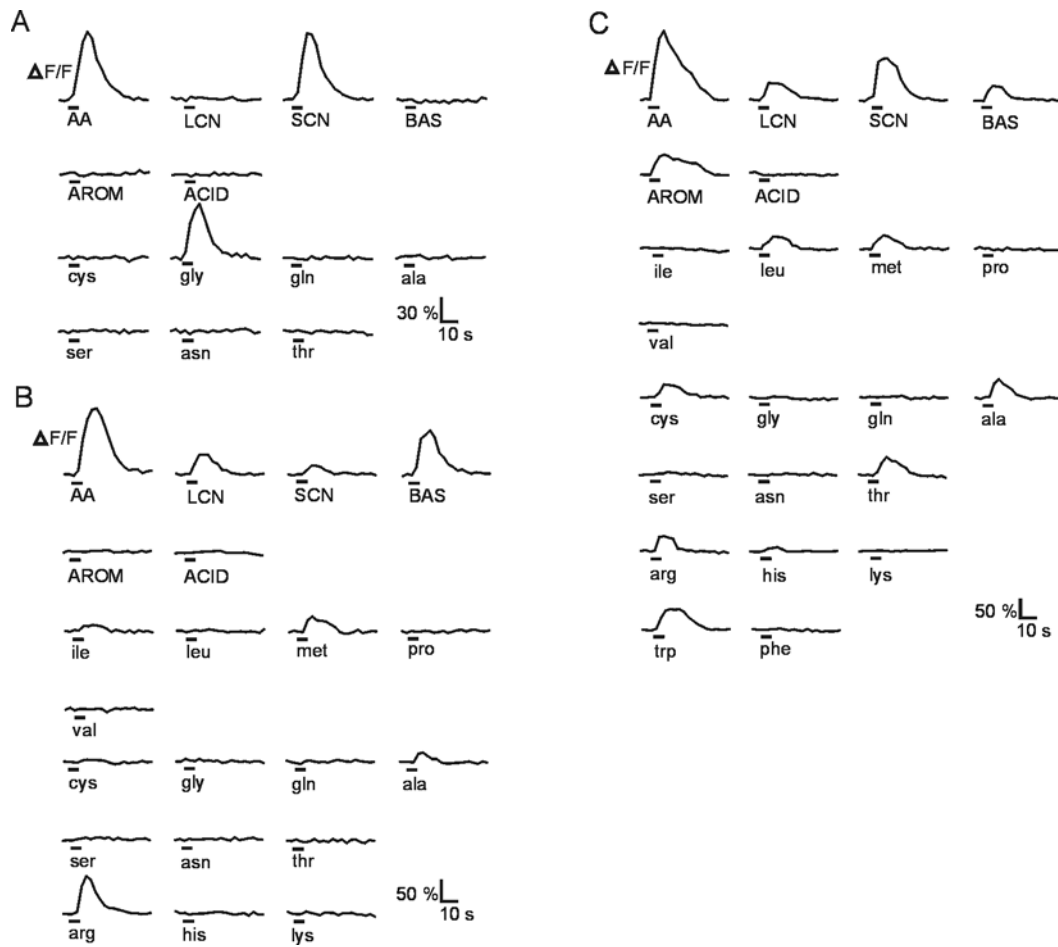 A
Δ F/F
AA LCN SCN BAS
AROM ACID
cys gly gln ala
30 %
10 s
ser asn thr
B
Δ F/F
AA LCN SCN BAS
AROM ACID
ile leu met pro
val
cys gly gln ala
ser asn thr
50 %
10 s
arg his lys
C
Δ F/F
AA LCN SCN BAS
AROM ACID
ile leu met pro
val
cys gly gln ala
ser asn thr
arg his lys
50 %
10 s
trp phe